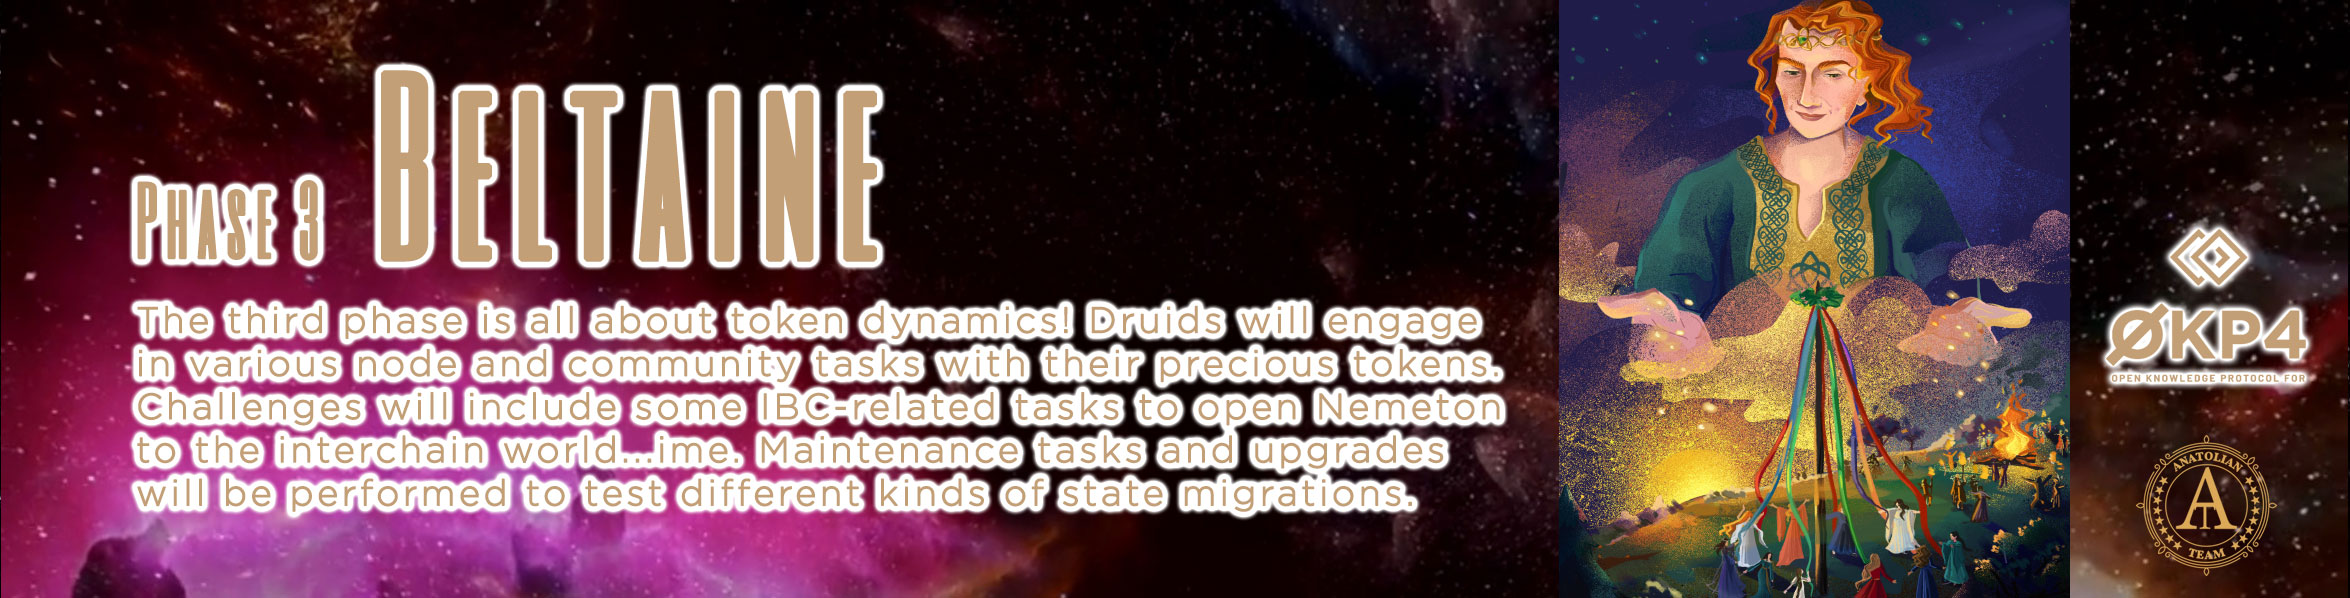 Phase 3 Beltaine
The third phase is all about token dynamics! Druids will engage
in various node and community tasks with their precious tokens.
Challenges will include some IBC-related tasks to open Nemeton
to the interchain world...ime. Maintenance tasks and upgrades
will be performed to test different kinds of state migrations.
ØKP4
OPEN KNOWLEDGE PROTOCOL FOR
ANATOLIAN
AT
TEAM